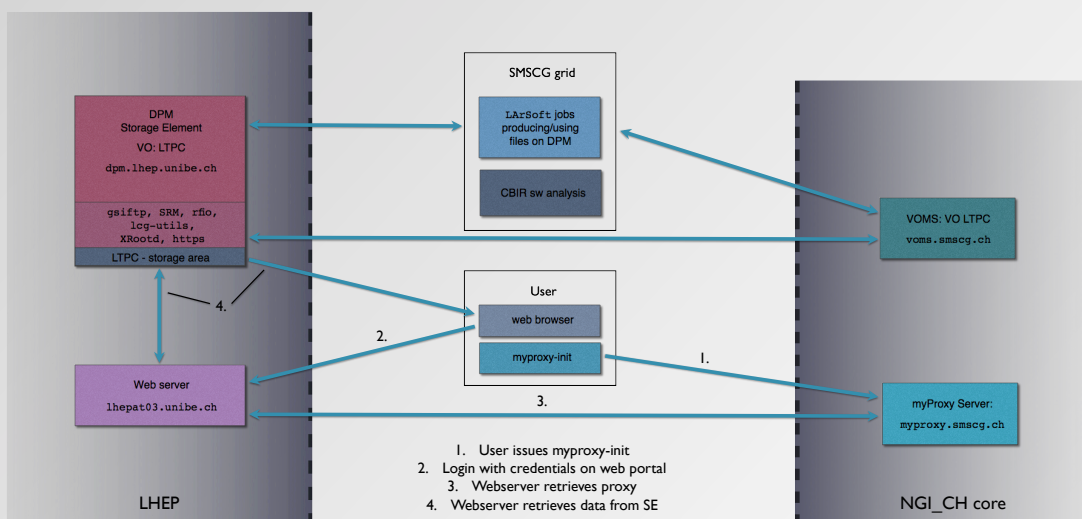 SMSCG grid
LArSoft jobs
producing/using
files on DPM
CBIR sw analysis
DPM
Storage Element
VO: LTPC
dpm.lhep.unibe.ch
gsiftp, SRM, rfio,
lcg-utils,
XRootd, https
LTPC - storage area
VOMS: VO LTPC
voms.smscg.ch
4.
User
web browser
myproxy-init
2.
1.
3.
Web server
lhepat03.unibe.ch
myProxy Server:
myproxy.smscg.ch
1. User issues myproxy-init
2. Login with credentials on web portal
3. Webserver retrieves proxy
4. Webserver retrieves data from SE
LHEP
NGI_CH core